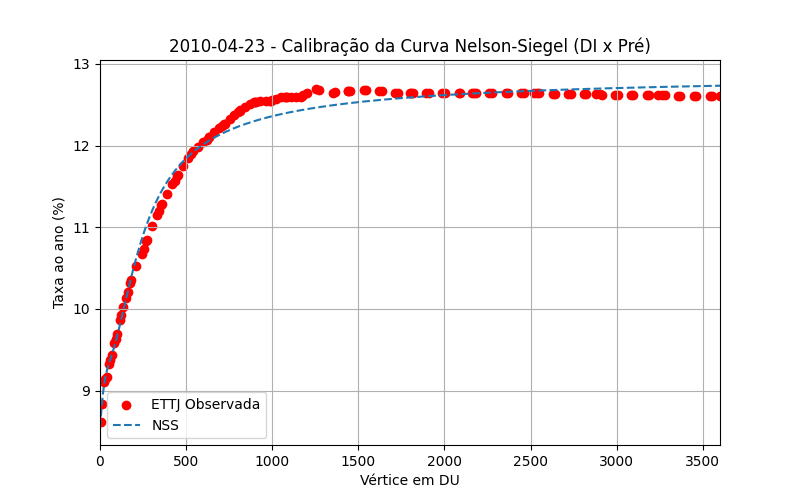 2010-04-23 - Calibração da Curva Nelson-Siegel (DI x Pré)
Taxa ao ano (%)
13
12
11
10
9
ETTJ Observada
NSS
0 500 1000 1500 2000 2500 3000 3500
Vértice em DU